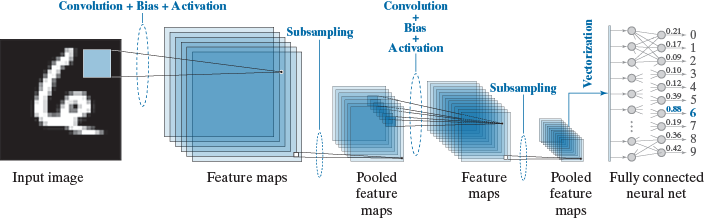 Convolution + Bias + Activation
Subsampling
Convolution
+
Bias
+
Activation
Subsampling
Vectorization
0.21 0
0.17 1
0.09 2
0.10 3
0.12 4
0.39 5
0.88 6
0.19 7
0.36 8
0.42 9
Input image
Feature maps
Pooled
feature
maps
Feature
maps
Pooled
feature
maps
Fully connected
neural net